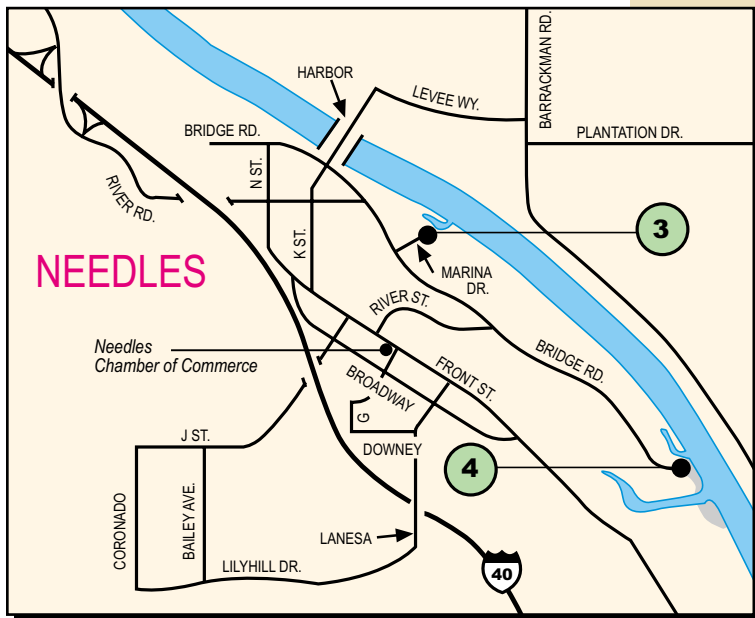 HARBOR
LEVEE WY.
BARRACKMAN RD.
BRIDGE RD.
PLANTATION DR.
N ST.
RIVER RD.
K ST.
3
NEEDLES
MARINA
DR.
RIVER ST.
Needles
Chamber of Commerce
BRIDGE RD.
FRONT ST.
BROADWAY
G
J ST.
DOWNEY
4
CORONADO
BAILEY AVE.
LANESA
LILYHILL DR.
40